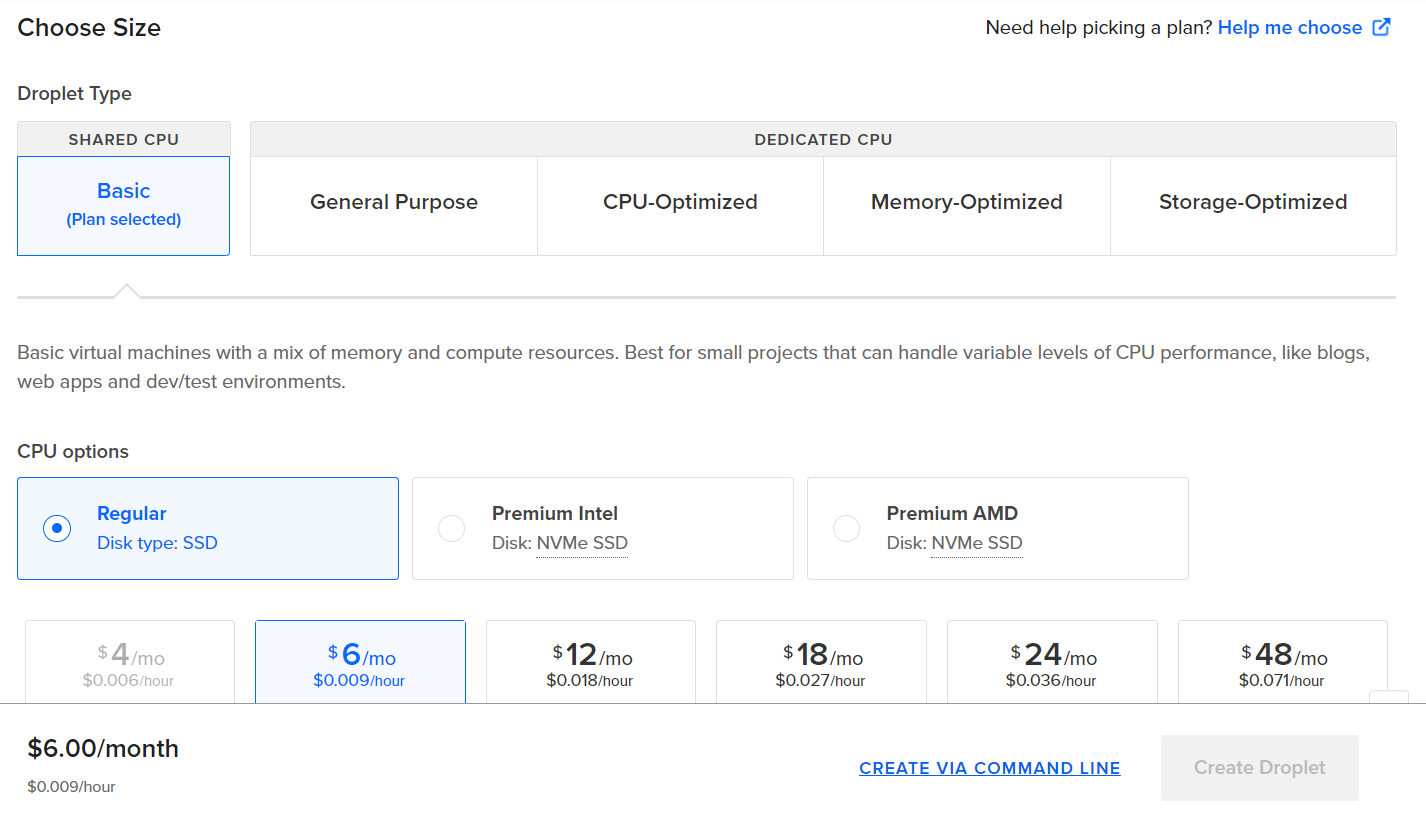 Choose Size
Need help picking a plan? Help me choose
Droplet Type
SHARED CPU
DEDICATED CPU
Basic
(Plan selected)
General Purpose
CPU-Optimized
Memory-Optimized
Storage-Optimized
Basic virtual machines with a mix of memory and compute resources. Best for small projects that can handle variable levels of CPU performance, like blogs,
web apps and dev/test environments.
CPU options
Regular
Disk type: SSD
Premium Intel
Disk: NVMe SSD
Premium AMD
Disk: NVMe SSD
$4/mo
$0.006/hour
$6/mo
$0.009/hour
$12/mo
$0.018/hour
$18/mo
$0.027/hour
$24/mo
$0.036/hour
$48/mo
$0.071/hour
$6.00/month
$0.009/hour
CREATE VIA COMMAND LINE
Create Droplet